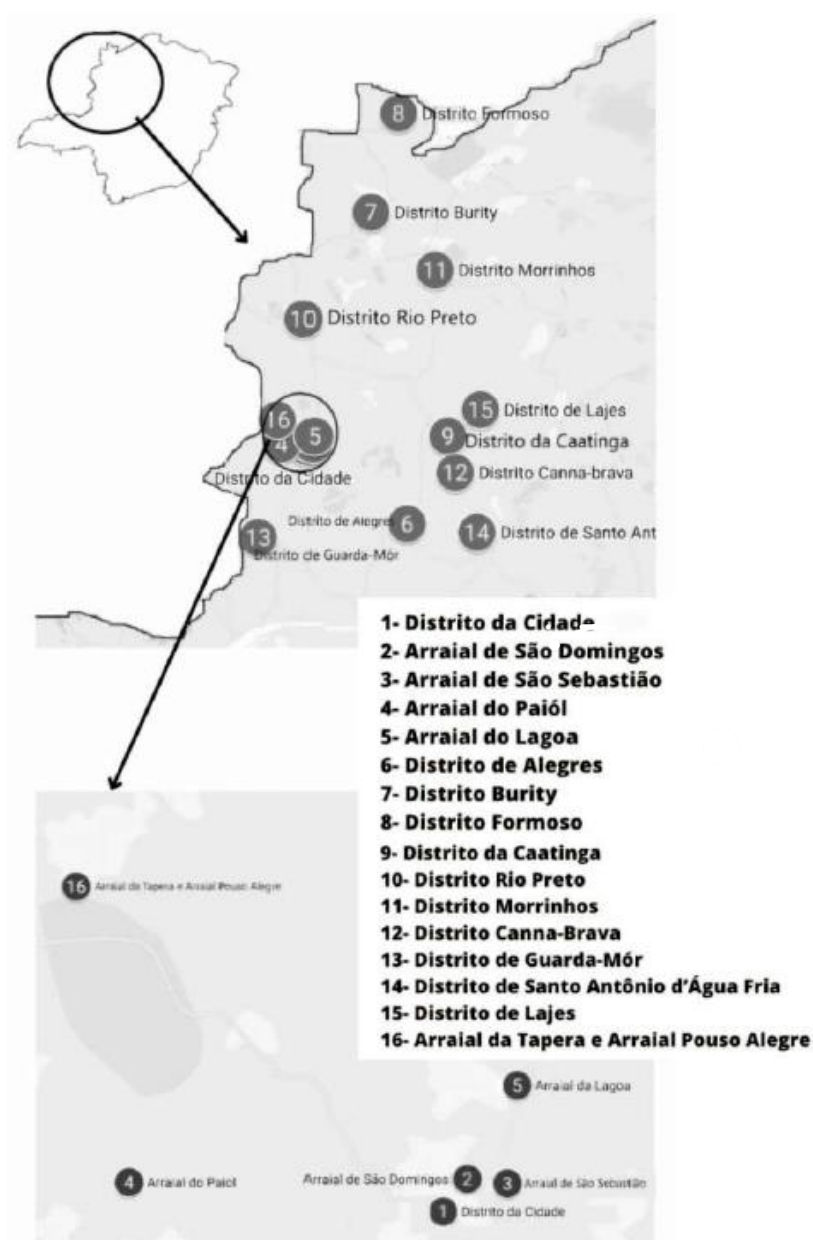 8 Distrito Formoso
7 Distrito Burity
11 Distrito Morrinhos
10 Distrito Rio Preto
15 Distrito de Lajes
16
4
5
9 Distrito da Caatinga
12 Distrito Canna-brava
Distrito da Cidade
Distrito de Alegres 6
13
14 Distrito de Santo Ant
Distrito de Guarda-Mór
1- Distrito da Cidade
2- Arraial de São Domingos
3- Arraial de São Sebastião
4- Arraial do Paiól
5- Arraial do Lagoa
6- Distrito de Alegres
7- Distrito Burity
8- Distrito Formoso
9- Distrito da Caatinga
10- Distrito Rio Preto
11- Distrito Morrinhos
12- Distrito Canna-Brava
13- Distrito de Guarda-Mór
14- Distrito de Santo Antônio d’Água Fria
15- Distrito de Lajes
16- Arraial da Tapera e Arraial Pouso Alegre
16 Arraial da Tapera e Arraial Pouso Alegre
5 Arraial da Lagoa
4 Arraial do Paiol
Arraial de São Domingos 2
3 Arraial de São Sebastião
1 Distrito da Cidade